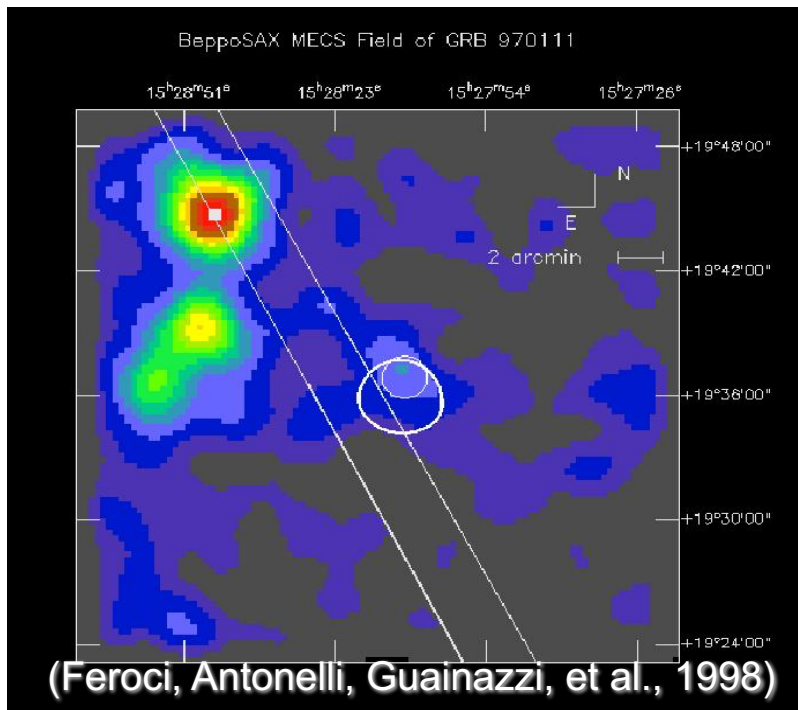 BeppoSAX MECS Field of GRB 970111
15ʰ28ᵐ51ˢ 15ʰ28ᵐ23ˢ 15ʰ27ᵐ54ˢ 15ʰ27ᵐ26ˢ
+19°48'00"
N
E
2 arcmin
+19°42'00"
+19°36'00"
+19°30'00"
+19°24'00"
(Feroci, Antonelli, Guainazzi, et al., 1998)